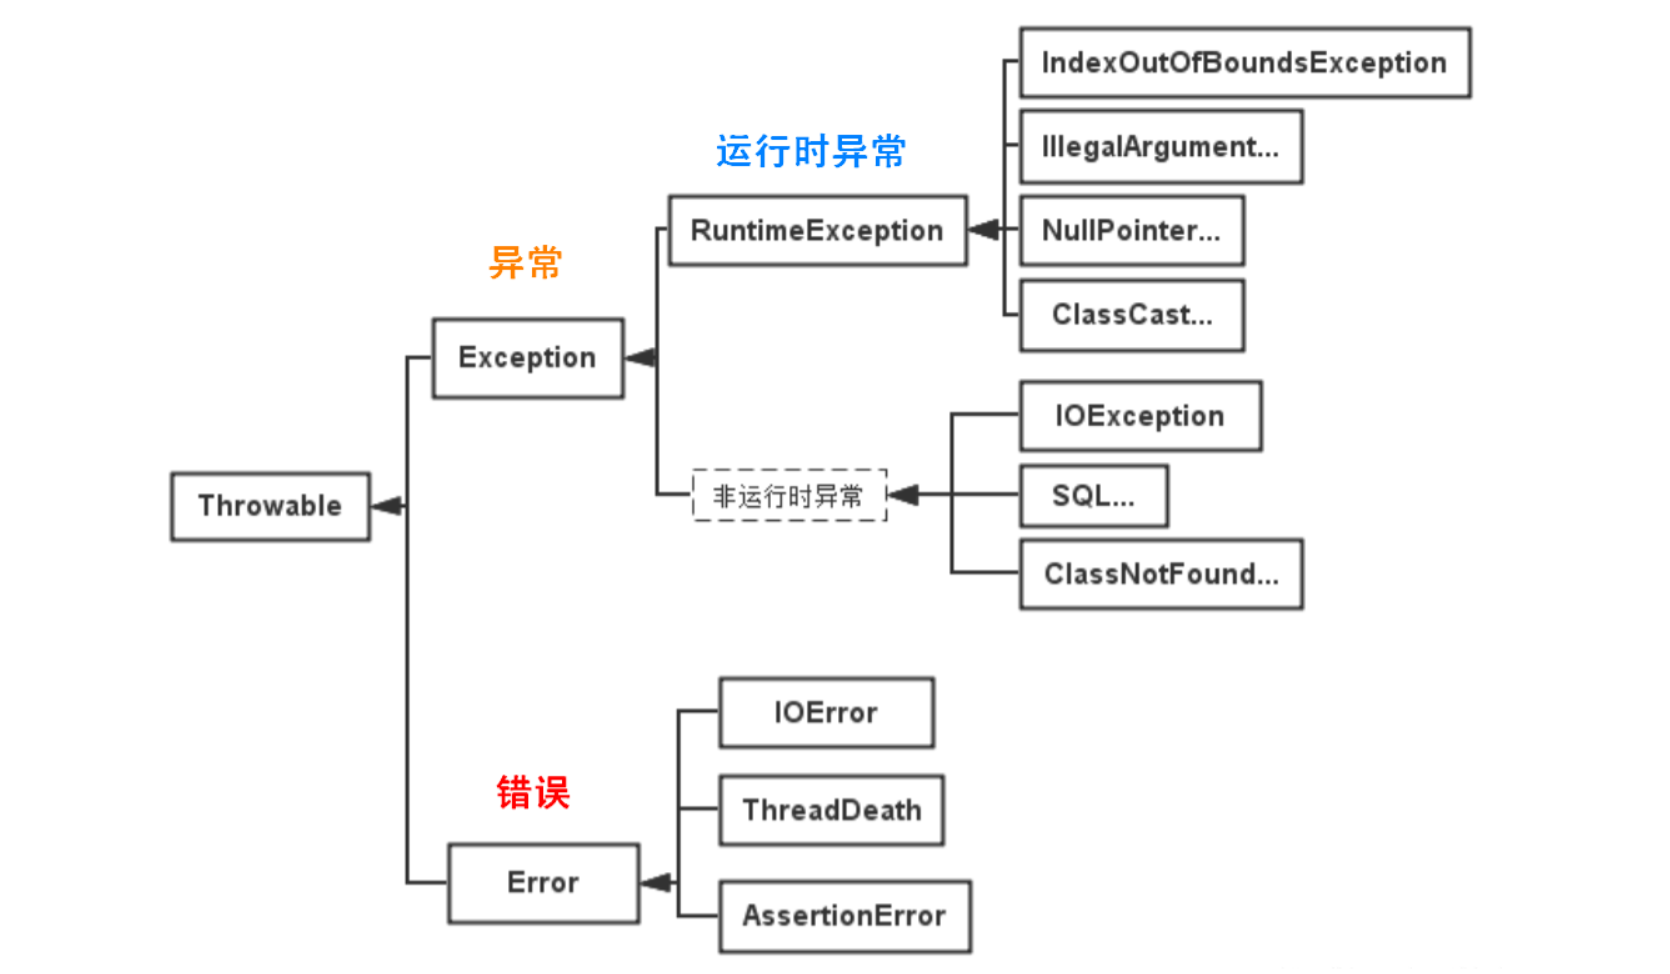 IndexOutOfBoundsException
IllegalArgument...
运行时异常
RuntimeException
NullPointer...
异常
ClassCast...
Exception
IOException
Throwable
非运行时异常
SQL...
ClassNotFound...
IOError
错误
ThreadDeath
Error
AssertionError